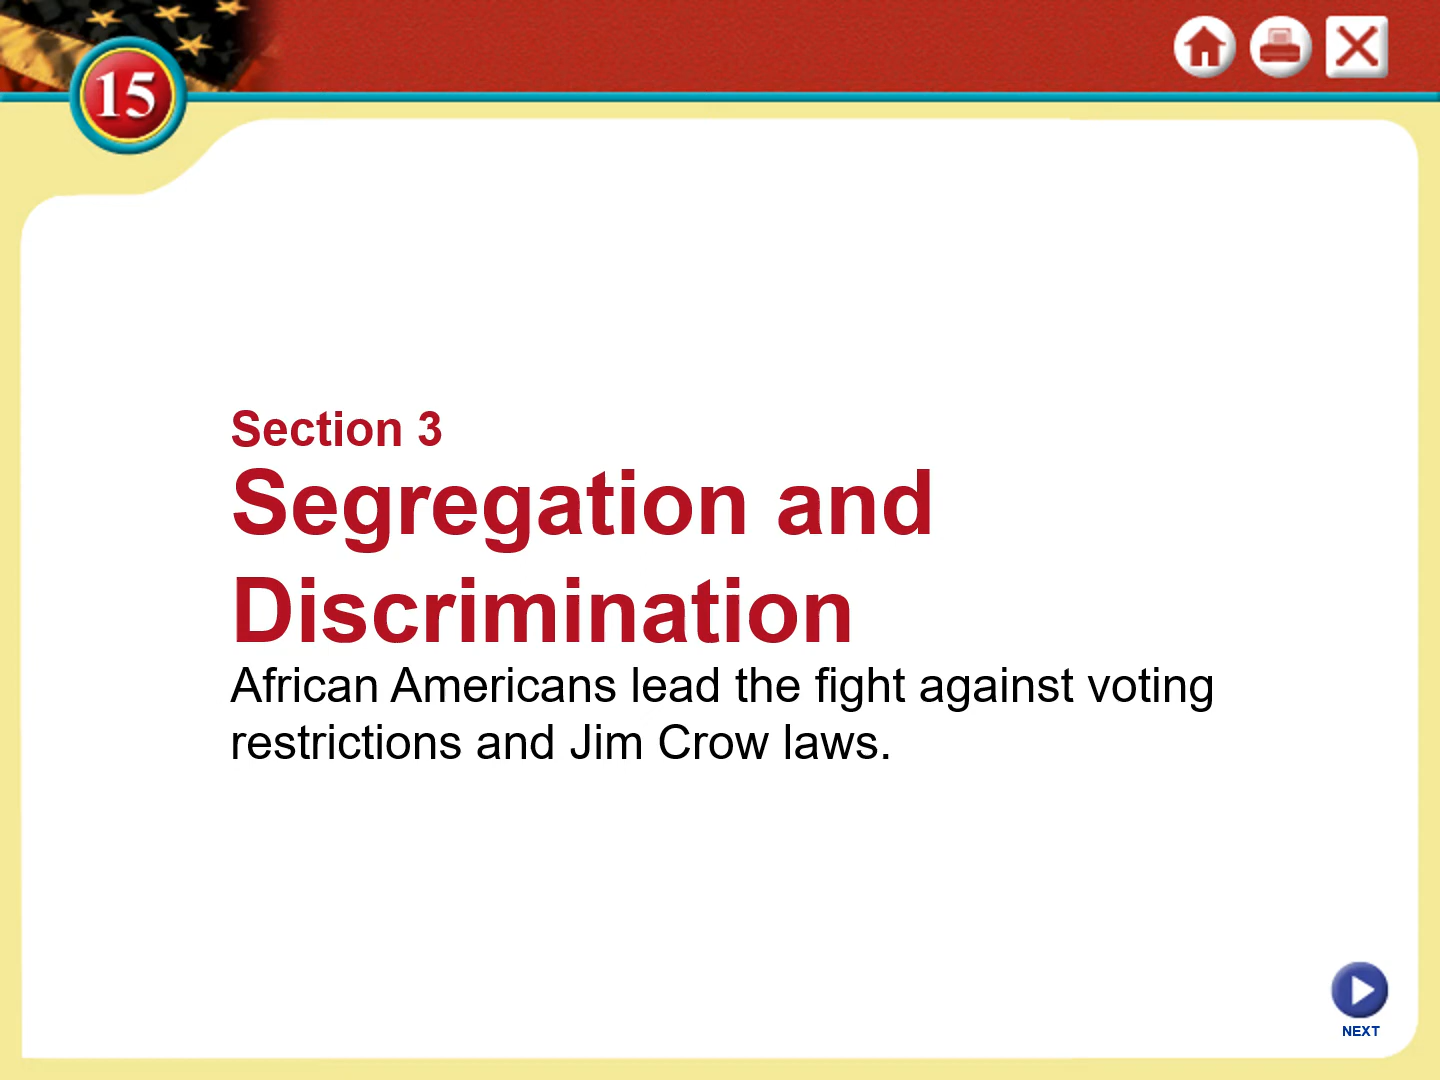 15
Section 3
Segregation and
Discrimination
African Americans lead the fight against voting
restrictions and Jim Crow laws.
NEXT